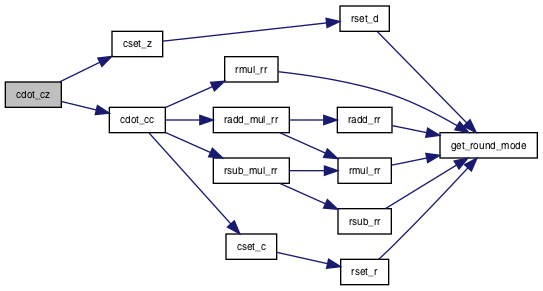 cdot_cz
cset_z
cdot_cc
rset_d
rmul_rr
radd_mul_rr
rsub_mul_rr
cset_c
radd_rr
rmul_rr
rsub_rr
rset_r
get_round_mode